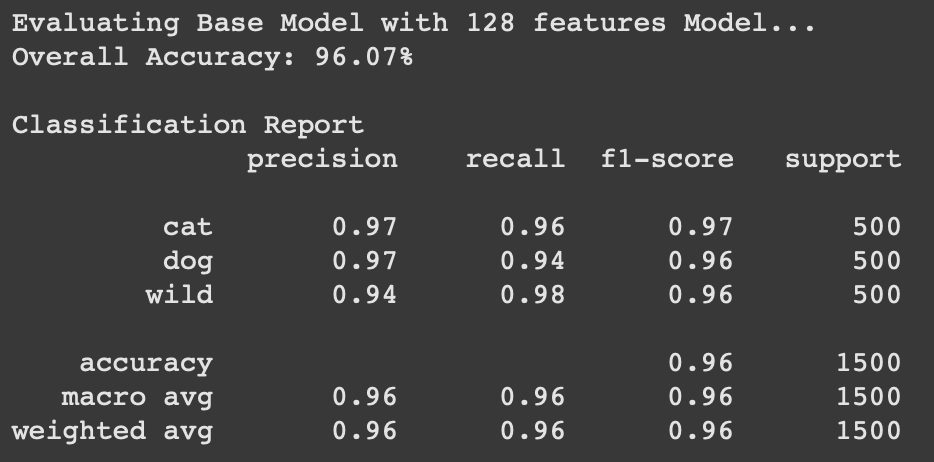 Evaluating Base Model with 128 features Model...
Overall Accuracy: 96.07%
Classification Report
precision recall f1-score support
cat 0.97 0.96 0.97 500
dog 0.97 0.94 0.96 500
wild 0.94 0.98 0.96 500
accuracy 0.96 1500
macro avg 0.96 0.96 0.96 1500
weighted avg 0.96 0.96 0.96 1500